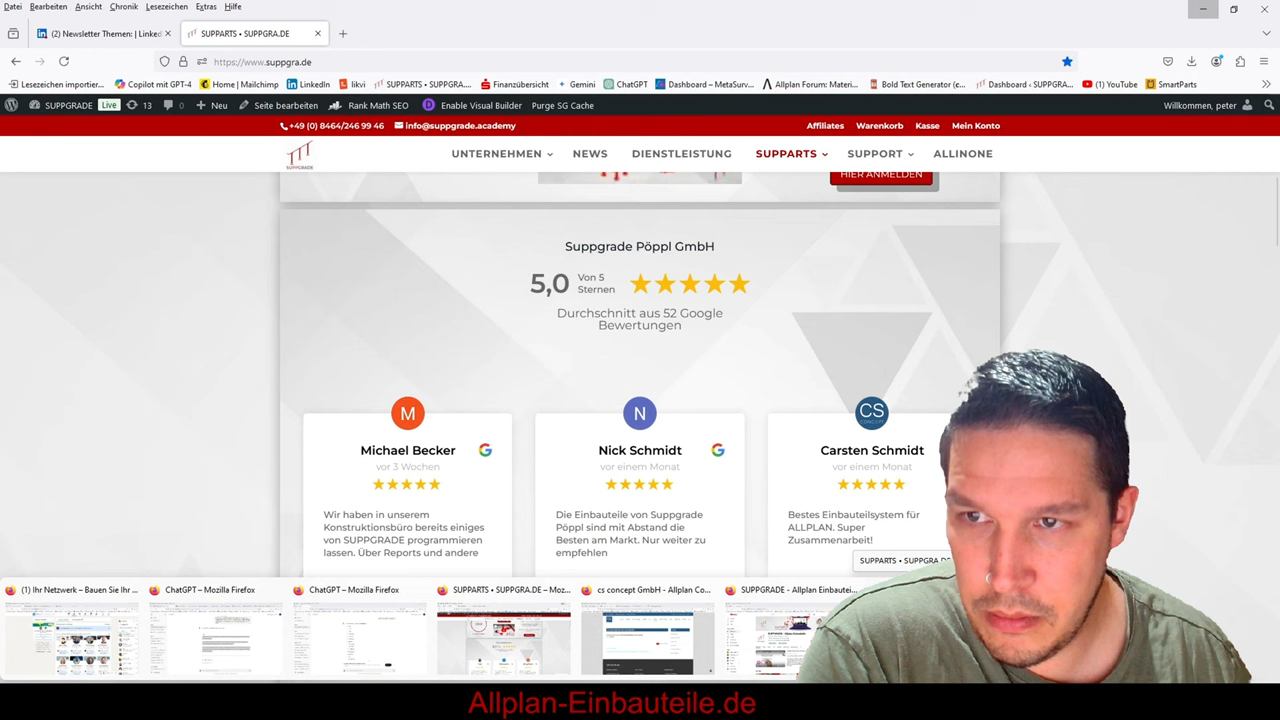 Datei Bearbeiten Ansicht Chronik Lesezeichen Extras Hilfe
(2) Newsletter Themen: | Linked
SUPPARTS • SUPPGRA.DE
https://www.suppgra.de
Lesezeichen importier... Copilot mit GPT-4 Home | Mailchimp LinkedIn likvi SUPPARTS • SUPPGRA... Finanzübersicht Gemini ChatGPT Dashboard – MetaSurv... Allplan Forum: Materi... Bold Text Generator (e... Dashboard ‹ SUPPGRA... (1) YouTube SmartParts
SUPPGRADE Live 13 0 Neu Seite bearbeiten Rank Math SEO Enable Visual Builder Purge SG Cache Willkommen, peter
+49 (0) 8464/246 99 46 info@suppgrade.academy Affiliates Warenkorb Kasse Mein Konto
SUPPGRADE
UNTERNEHMEN NEWS DIENSTLEISTUNG SUPPARTS SUPPORT ALLINONE
HIER ANMELDEN
Suppgrade Pöppl GmbH
5,0 Von 5 Sternen
Durchschnitt aus 52 Google
Bewertungen
M
N
CS
CONCEPT
Michael Becker
vor 3 Wochen
Wir haben in unserem
Konstruktionsbüro bereits einiges
von SUPPGRADE programmieren
lassen. Über Reports und andere
Nick Schmidt
vor einem Monat
Die Einbauteile von Suppgrade
Pöppl sind mit Abstand die
Besten am Markt. Nur weiter zu
empfehlen
Carsten Schmidt
vor einem Monat
Bestes Einbauteilsystem für
ALLPLAN. Super
Zusammenarbeit!
SUPPARTS • SUPPGRA.DE
(1) Ihr Netzwerk – Bauen Sie Ihr ...
ChatGPT – Mozilla Firefox
ChatGPT – Mozilla Firefox
SUPPARTS • SUPPGRA.DE – Moz...
cs concept GmbH - Allplan Co...
SUPPGRADE - Allplan Einbautei...
Allplan-Einbauteile.de